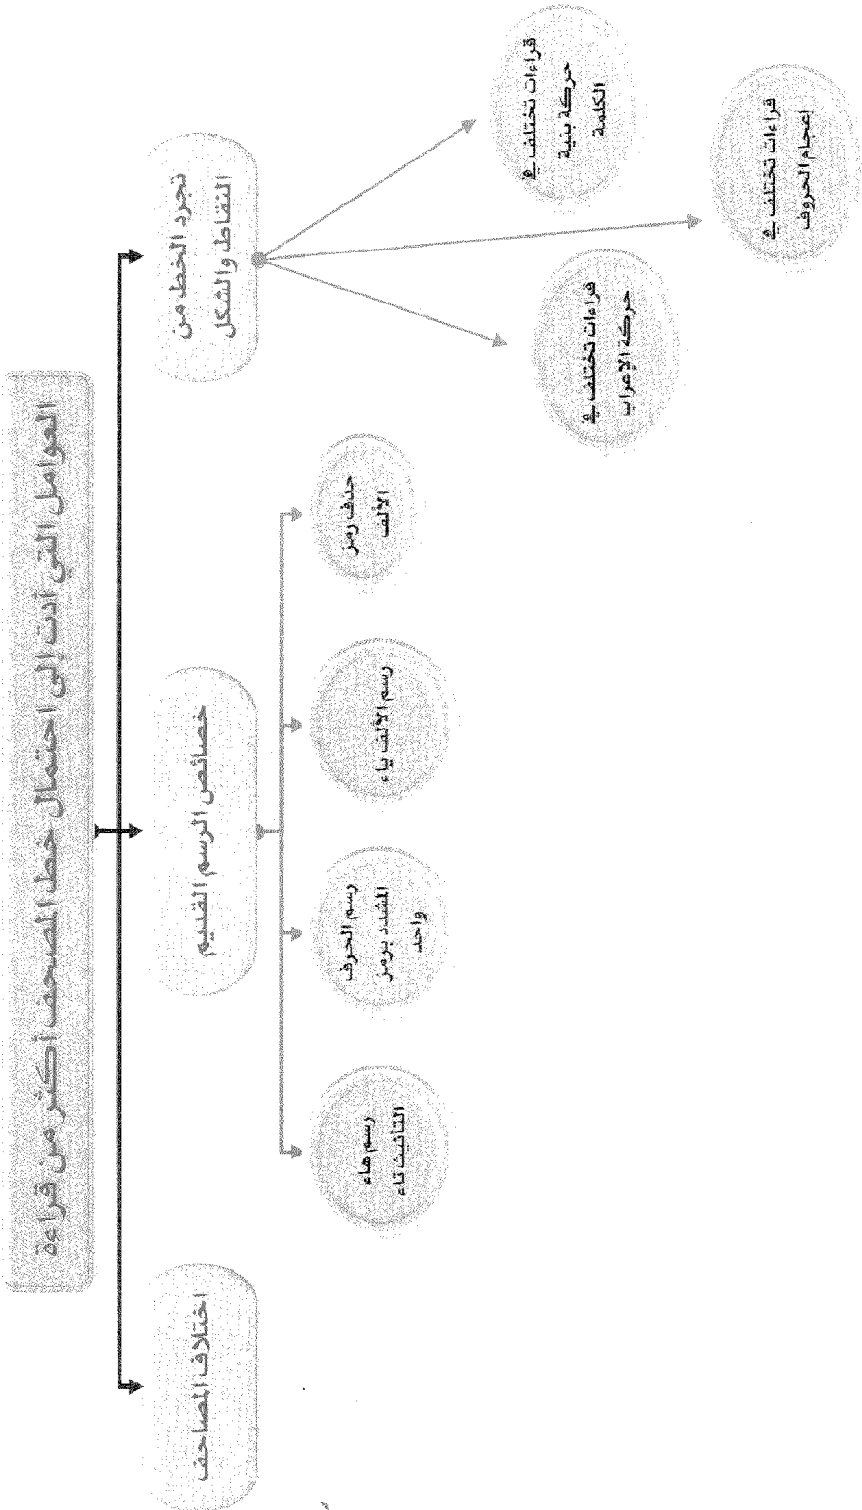 العوامل التي أدت إلى احتمال خط المصحف أكثر من قراءة
تجرد الخط من
النقاط والشكل
قراءات تختلف في
حركة بنية
الكلمة
قراءات تختلف في
إعجام الحروف
قراءات تختلف في
حركة الإعراب
خصائص الرسم القديم
حذف رمز
الألف
رسم الألف ياء
رسم الحرف
المشدد برمز
واحد
رسم هاء
التأنيث تاء
اختلاف المصاحف